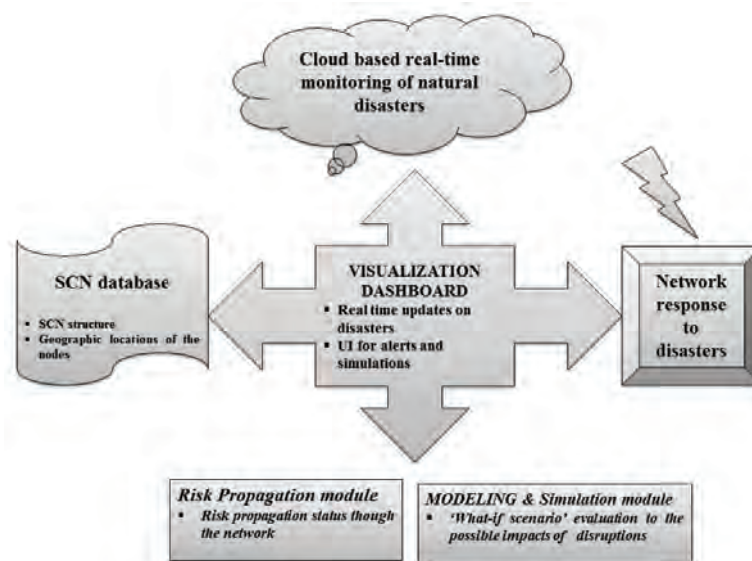 Cloud based real-time
monitoring of natural
disasters
SCN database
▪ SCN structure
▪ Geographic locations of the
nodes
VISUALIZATION
DASHBOARD
▪ Real time updates on
disasters
▪ UI for alerts and
simulations
Network
response
to
disasters
Risk Propagation module
▪ Risk propagation status though
the network
MODELING & Simulation module
▪ ‘What-if scenario’ evaluation to the
possible impacts of disruptions